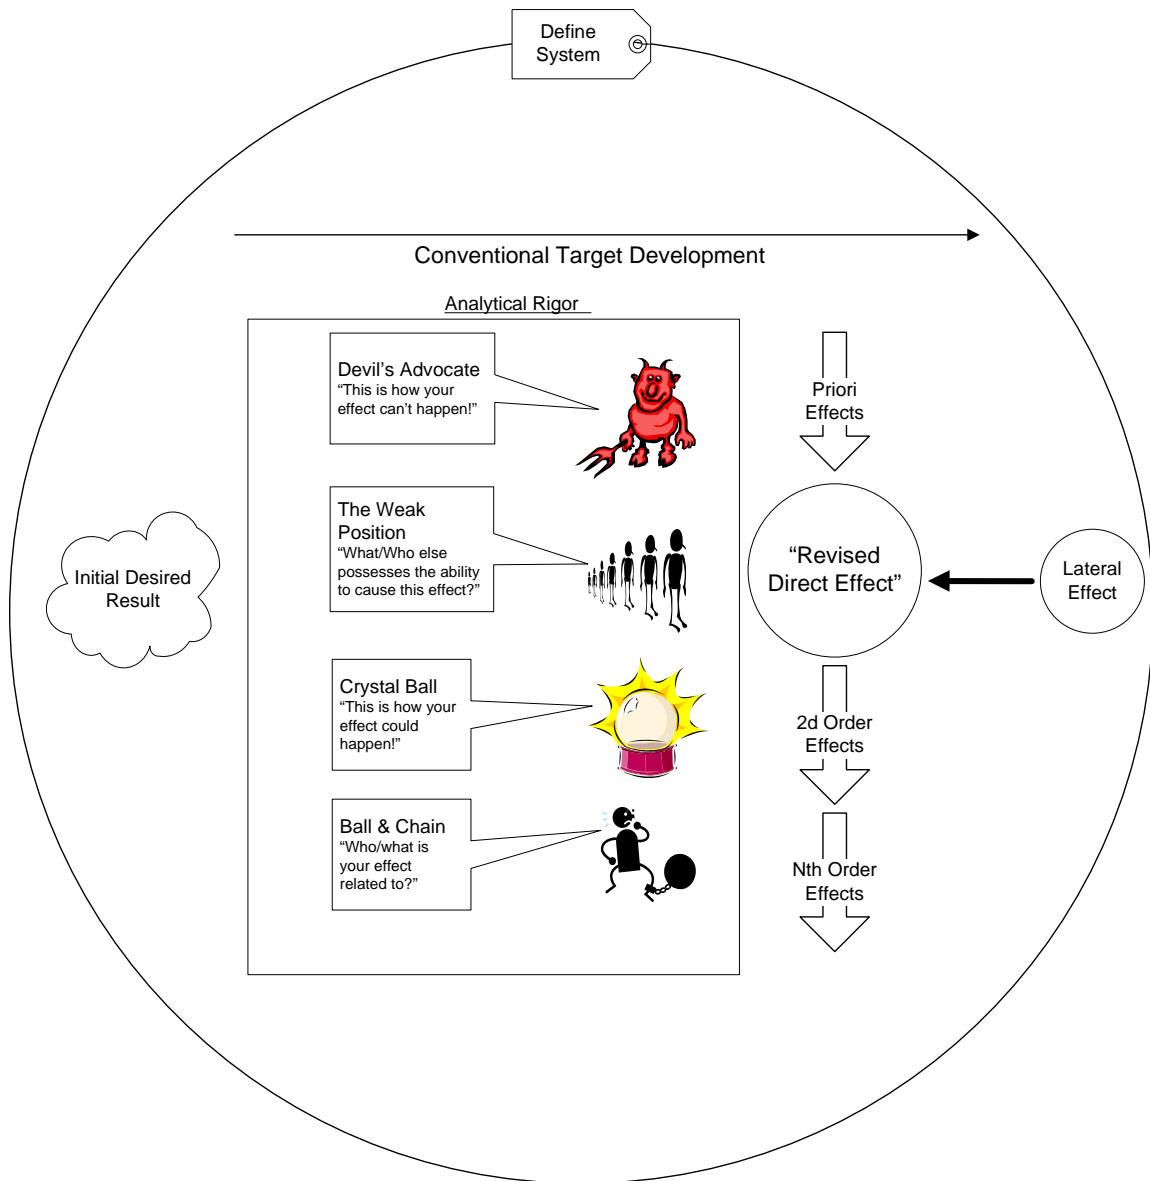 Define
System
Conventional Target Development
Analytical Rigor
Devil’s Advocate
“This is how your
effect can’t happen!”
The Weak
Position
“What/Who else
possesses the ability
to cause this effect?”
Crystal Ball
“This is how your
effect could
happen!”
Ball & Chain
“Who/what is
your effect
related to?”
Initial Desired
Result
Priori
Effects
“Revised
Direct Effect”
Lateral
Effect
2d Order
Effects
Nth Order
Effects